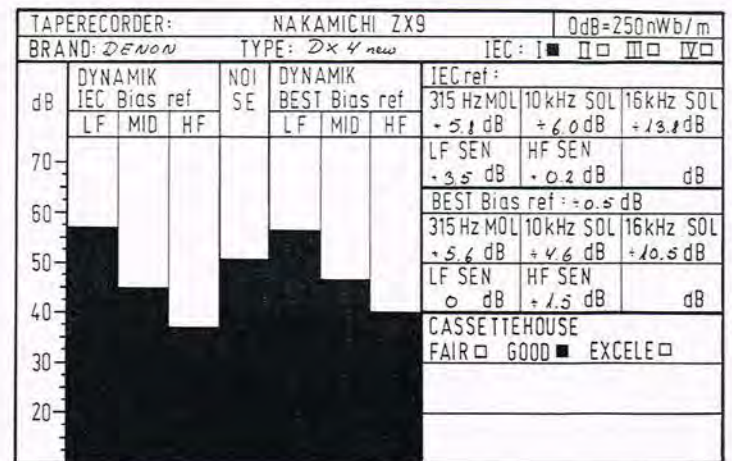 TAPERECORDER: NAKAMICHI ZX9 0dB=250nWb/m
BRAND: DENON TYPE: DX4 new IEC: I■ II□ III□ IV□
dB
DYNAMIK
IEC Bias ref
LF MID HF
NOI
SE
DYNAMIK
BEST Bias ref
LF MID HF
70
60
50
40
30
20
IEC ref:
315 HzMOL 10kHz SOL 16kHz SOL
+5.8 dB ÷6.0 dB ÷13.8 dB
LF SEN HF SEN
+3.5 dB +0.2 dB dB
BEST Bias ref: ÷0.5 dB
315 Hz MOL 10kHz SOL 16kHz SOL
+5.6 dB ÷4.6 dB ÷10.5 dB
LF SEN HF SEN
0 dB ÷1.5 dB dB
CASSETTEHOUSE
FAIR□ GOOD■ EXCELE□